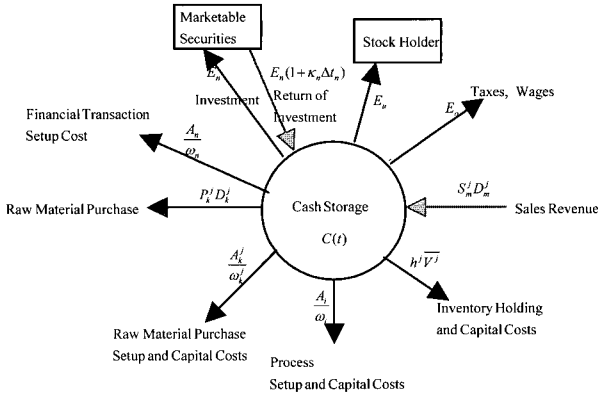 Marketable
Securities
Stock Holder
E_n
E_n(1+κ_nΔt_n)
Investment
Return of
Investment
E_u
Taxes, Wages
E_o
Financial Transaction
Setup Cost
A_n/ω_n
Raw Material Purchase
P_k^j D_k^j
Cash Storage
C(t)
S_m^j D_m^j
Sales Revenue
A_k^j/ω_k^j
h^j \overline{V^j}
A_i/ω_i
Inventory Holding
and Capital Costs
Raw Material Purchase
Setup and Capital Costs
Process
Setup and Capital Costs